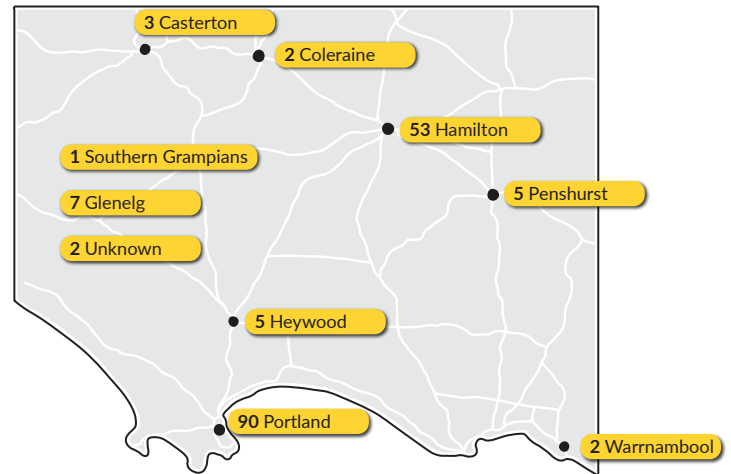 3 Casterton
2 Coleraine
53 Hamilton
1 Southern Grampians
5 Penshurst
7 Glenelg
2 Unknown
5 Heywood
90 Portland
2 Warrnambool